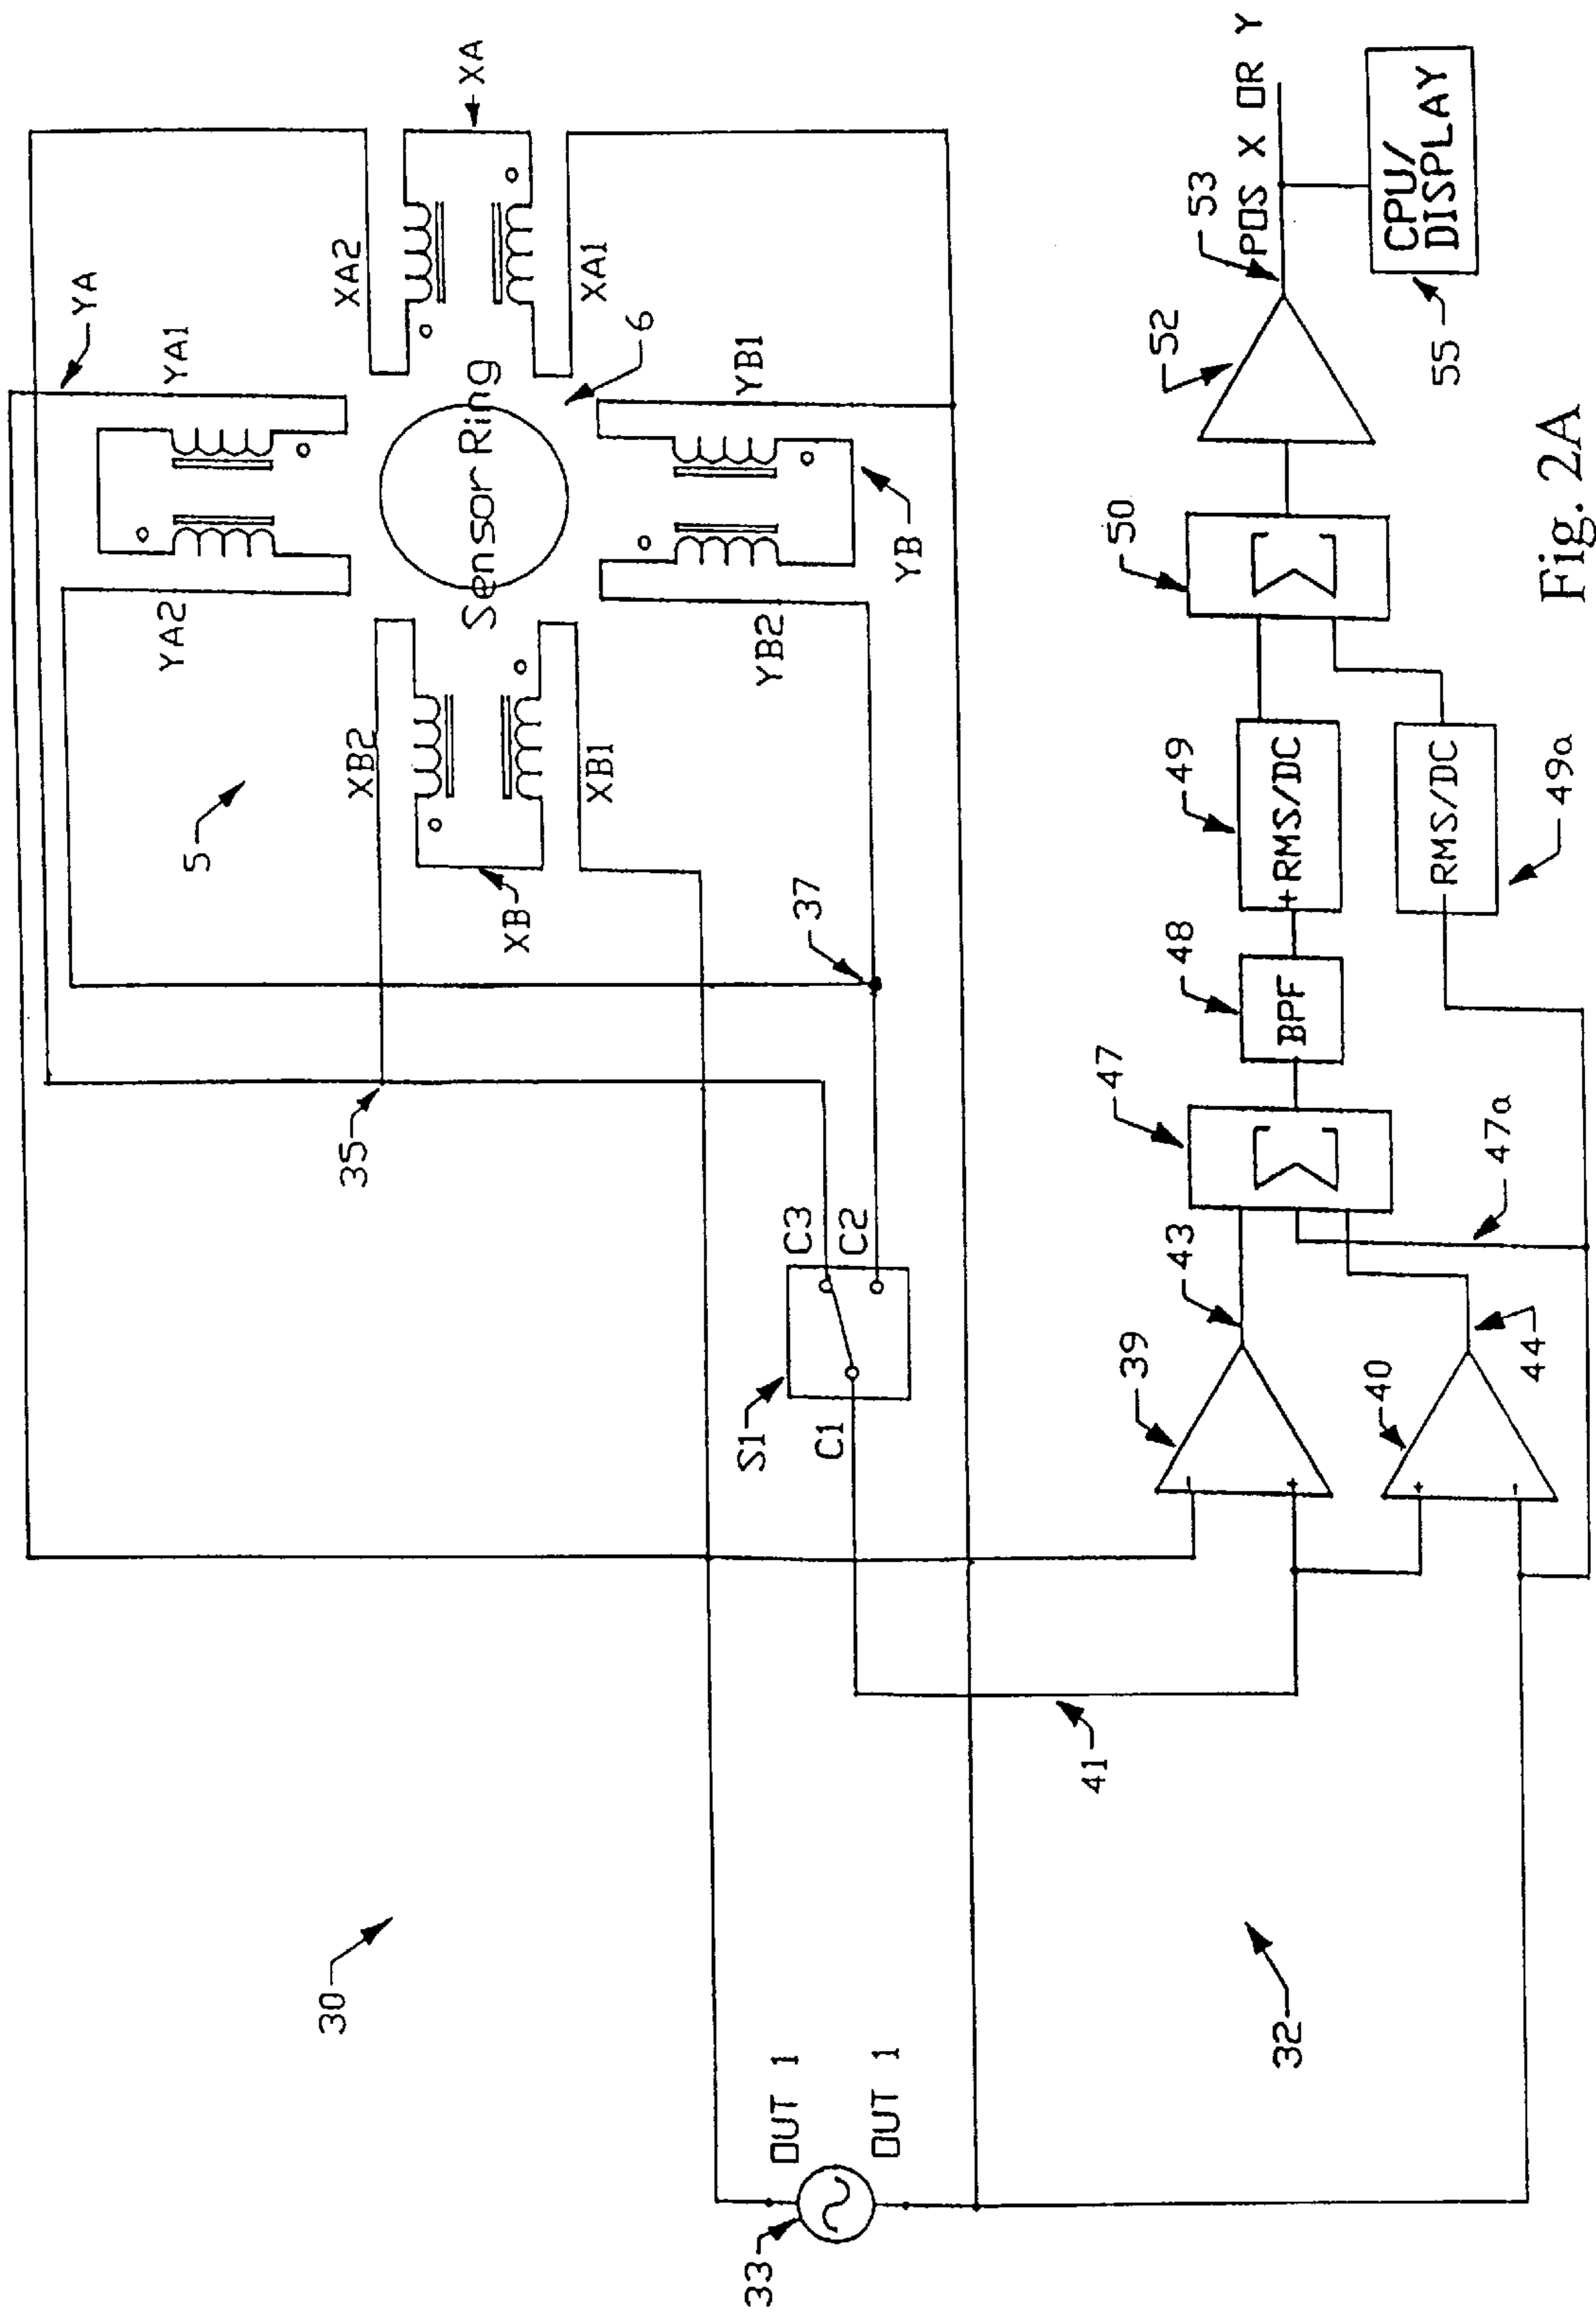 YA
XA
YA1
YA2
XA2
XA1
5
Sensor Ring
6
XB2
XB1
XB
YB1
YB
YB2
35
37
30
S1
C3
C2
C1
33
OUT 1
OUT 1
41
32
39
-
+
40
+
-
43
44
47
Σ
47a
48
BPF
49
+RMS/DC
RMS/DC
49a
50
Σ
52
53
POS X OR Y
CPU/
DISPLAY
55
Fig. 2A